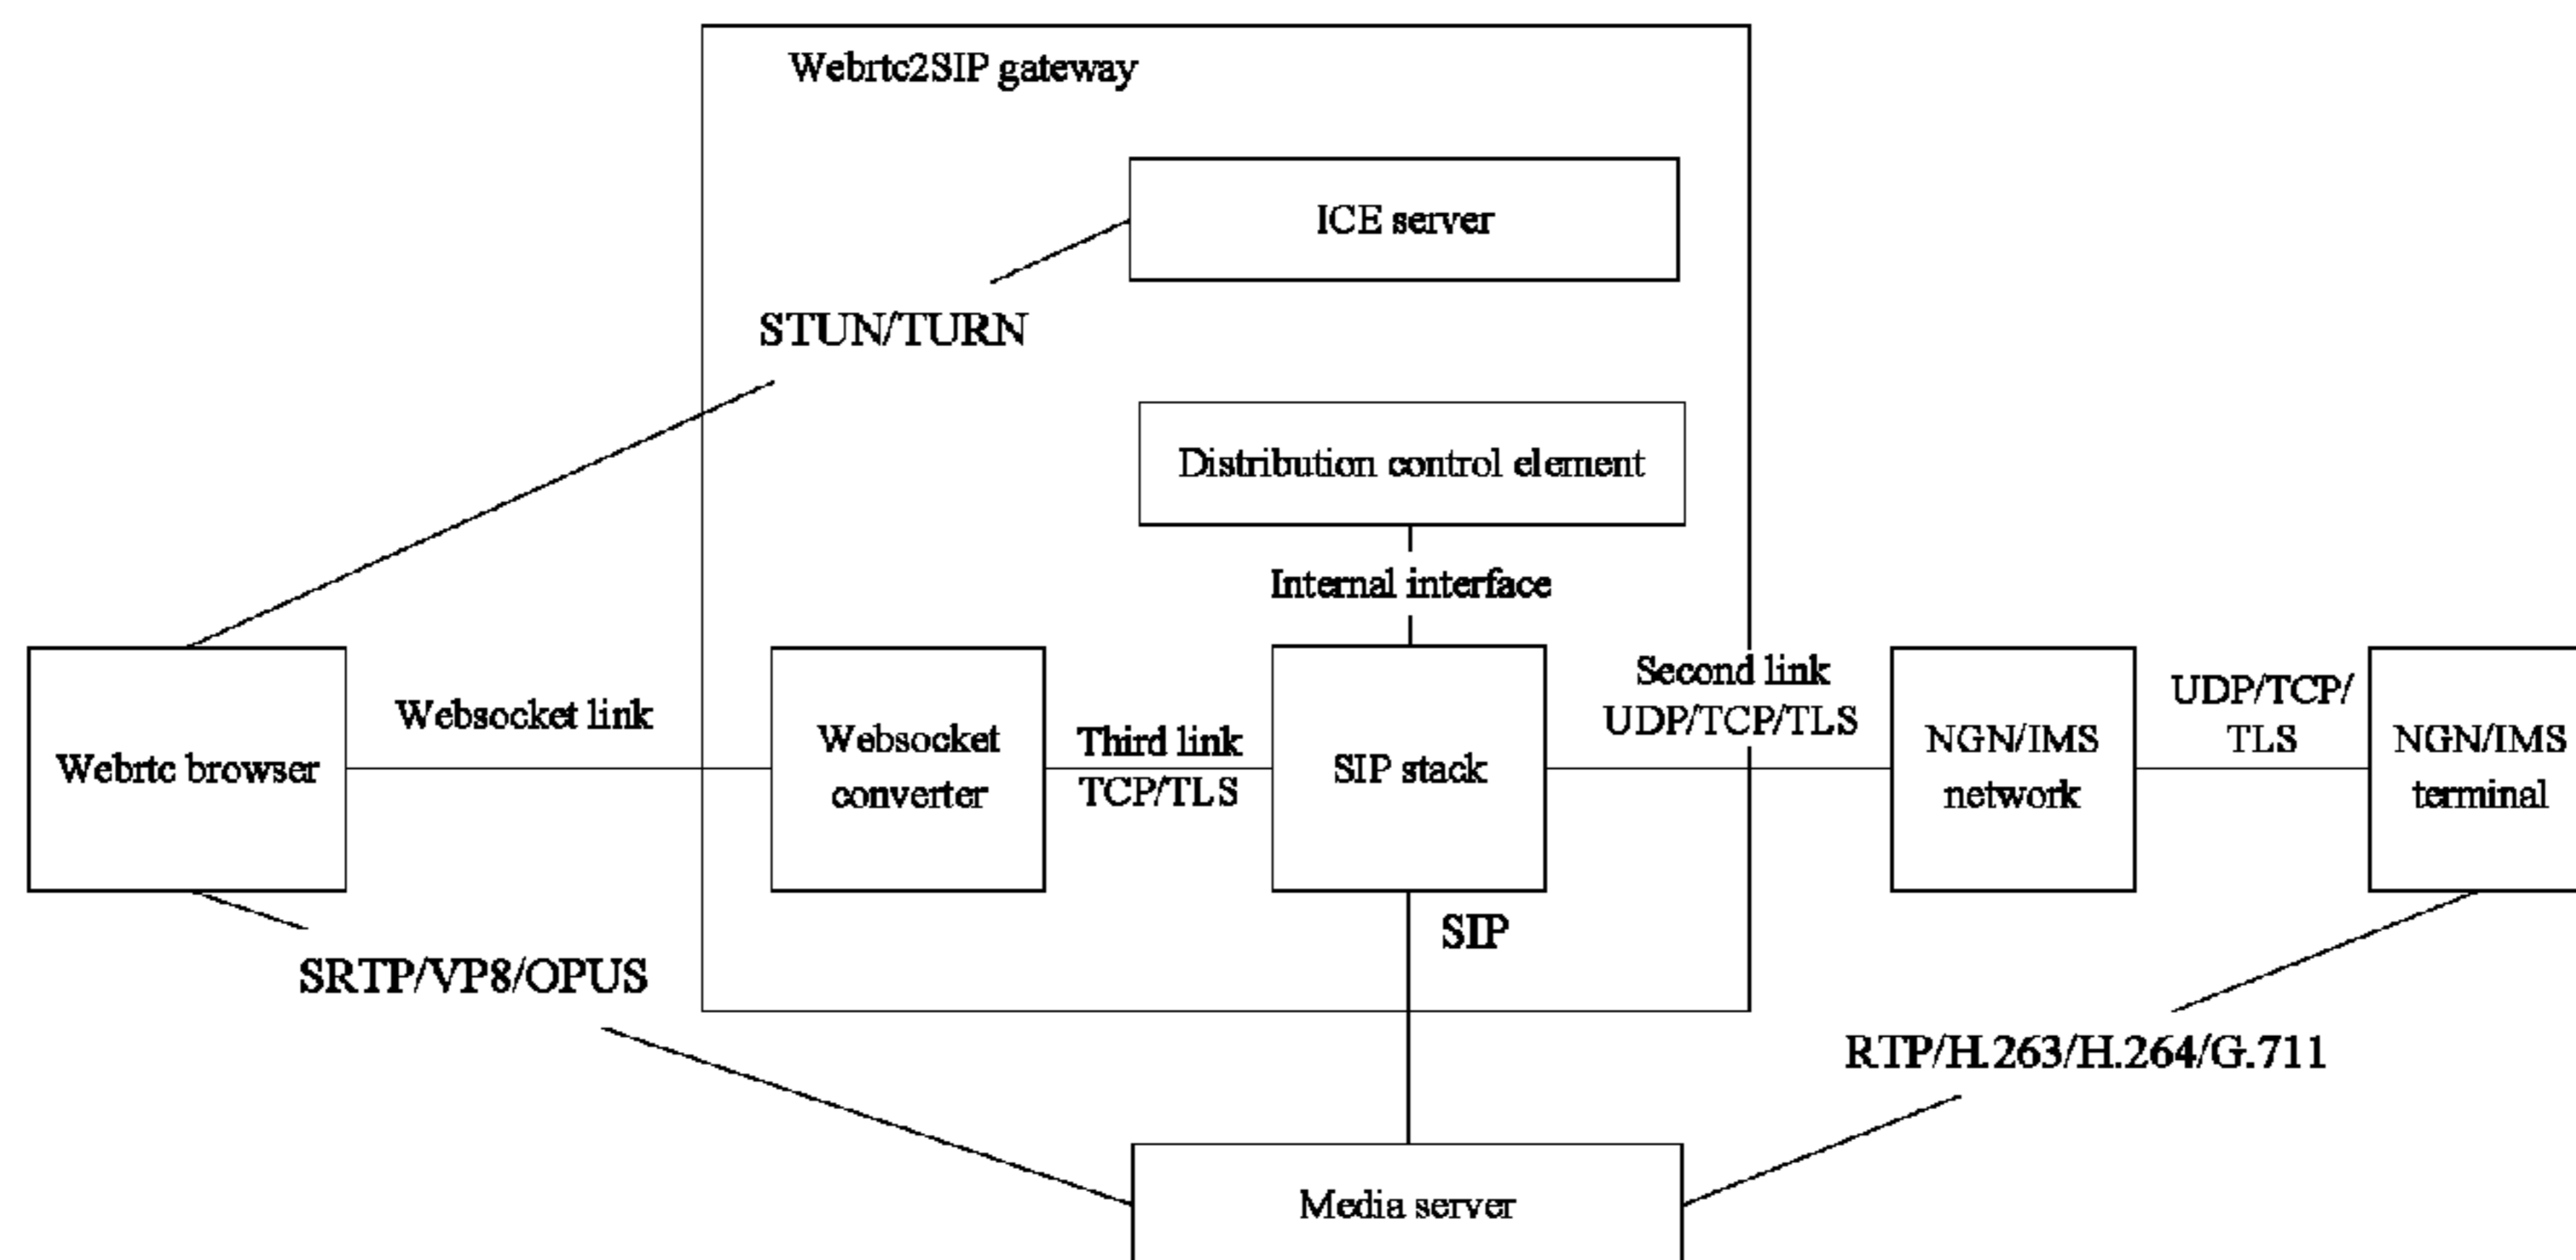 Webrtc2SIP gateway
ICE server
STUN/TURN
Distribution control element
Internal interface
Webrtc browser
Websocket link
Websocket
converter
Third link
TCP/TLS
SIP stack
Second link
UDP/TCP/TLS
NGN/IMS
network
UDP/TCP/
TLS
NGN/IMS
terminal
SIP
SRTP/VP8/OPUS
RTP/H.263/H.264/G.711
Media server